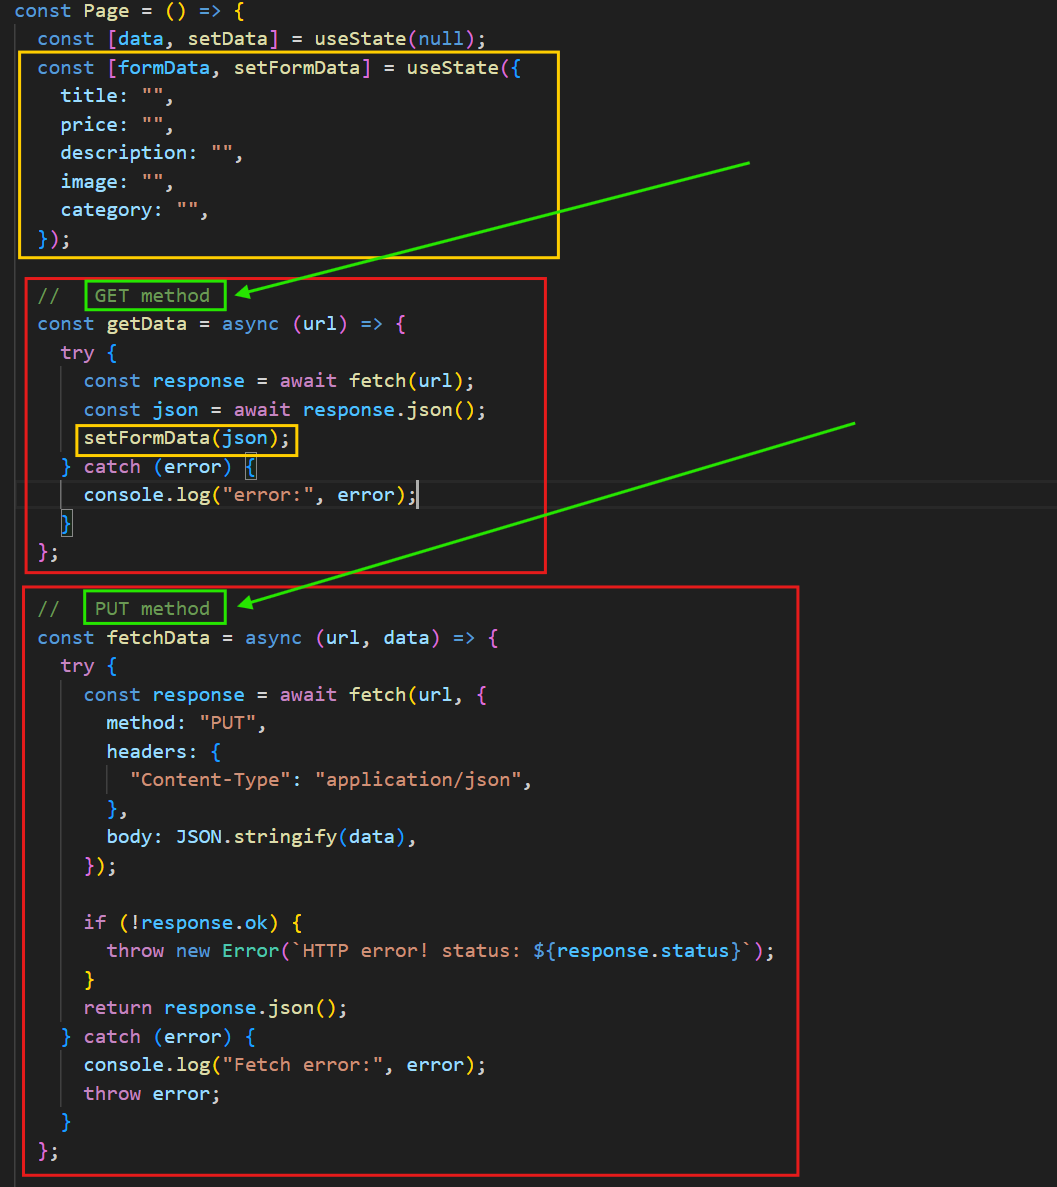 const Page = () => {
const [data, setData] = useState(null);
const [formData, setFormData] = useState({
title: "",
price: "",
description: "",
image: "",
category: "",
});
// GET method
const getData = async (url) => {
try {
const response = await fetch(url);
const json = await response.json();
setFormData(json);
} catch (error) {
console.log("error:", error);
}
};
// PUT method
const fetchData = async (url, data) => {
try {
const response = await fetch(url, {
method: "PUT",
headers: {
"Content-Type": "application/json",
},
body: JSON.stringify(data),
});
if (!response.ok) {
throw new Error(`HTTP error! status: ${response.status}`);
}
return response.json();
} catch (error) {
console.log("Fetch error:", error);
throw error;
}
};